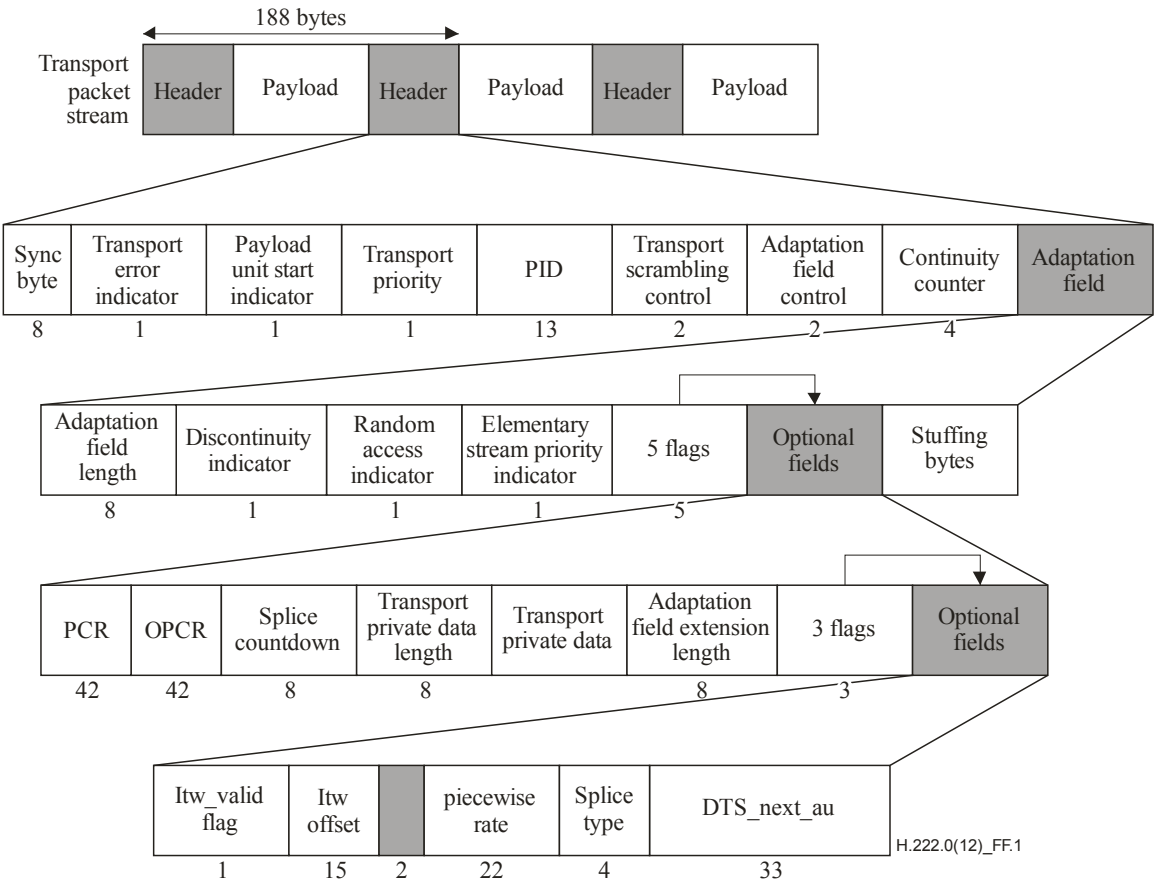 188 bytes
Transport
packet
stream
Header
Payload
Header
Payload
Header
Payload
Sync
byte
Transport
error
indicator
Payload
unit start
indicator
Transport
priority
PID
Transport
scrambling
control
Adaptation
field
control
Continuity
counter
Adaptation
field
8
1
1
1
13
2
2
4
Adaptation
field
length
Discontinuity
indicator
Random
access
indicator
Elementary
stream priority
indicator
5 flags
Optional
fields
Stuffing
bytes
8
1
1
1
5
PCR
OPCR
Splice
countdown
Transport
private data
length
Transport
private data
Adaptation
field extension
length
3 flags
Optional
fields
42
42
8
8
8
3
Itw_valid
flag
Itw
offset
piecewise
rate
Splice
type
DTS_next_au
1
15
2
22
4
33
H.222.0(12)_FF.1